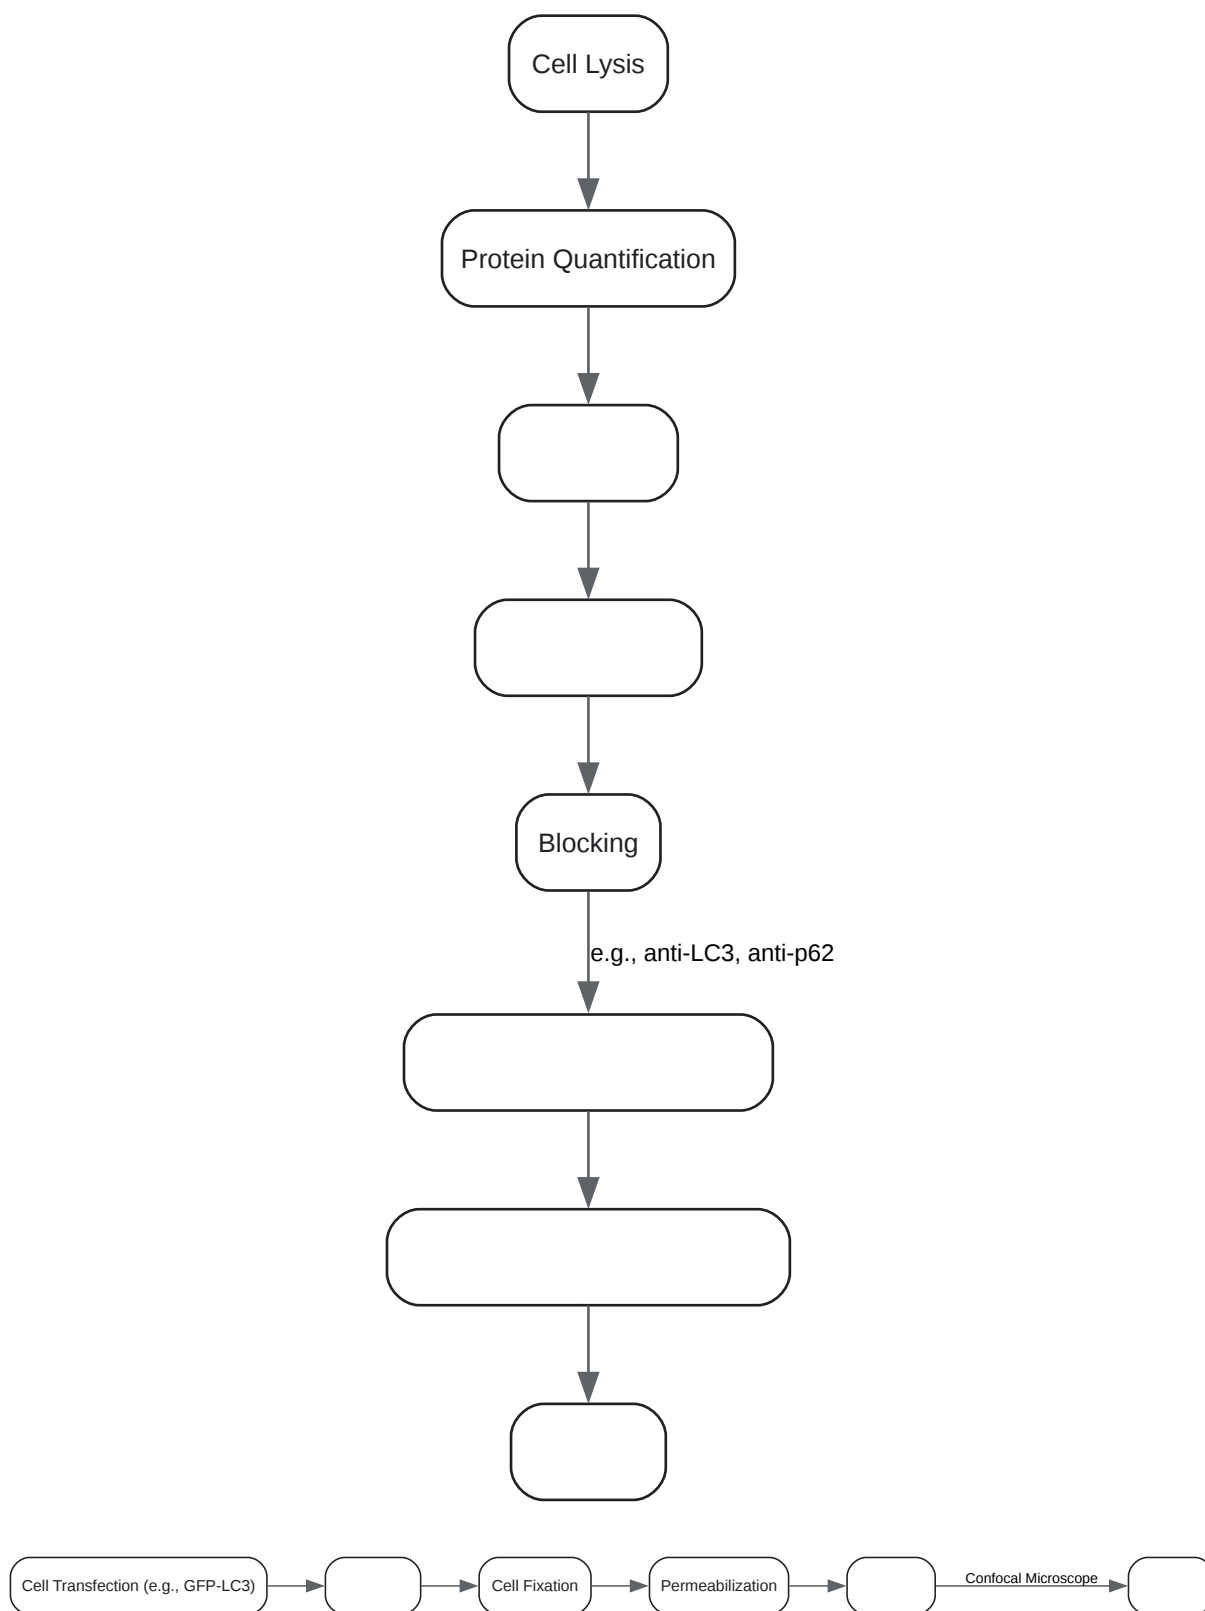 Cell Lysis
Protein Quantification
Blocking
e.g., anti-LC3, anti-p62
Cell Transfection (e.g., GFP-LC3)
Cell Fixation
Permeabilization
Confocal Microscope